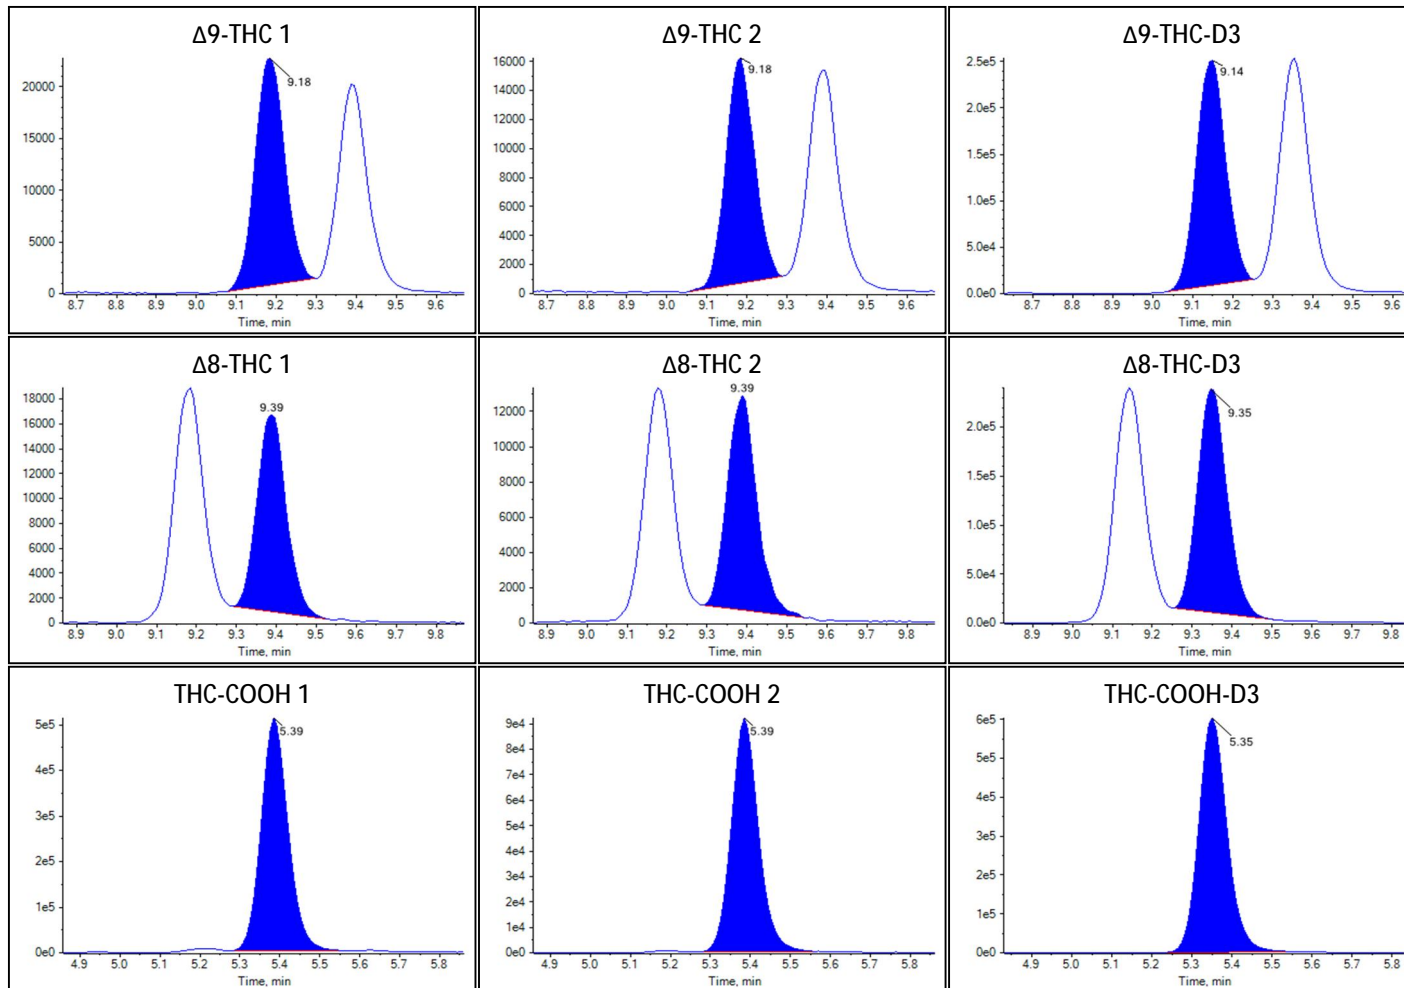 Δ9-THC 1
9.18
20000
15000
10000
5000
0
8.7 8.8 8.9 9.0 9.1 9.2 9.3 9.4 9.5 9.6
Time, min
Δ9-THC 2
9.18
16000
14000
12000
10000
8000
6000
4000
2000
0
8.7 8.8 8.9 9.0 9.1 9.2 9.3 9.4 9.5 9.6
Time, min
Δ9-THC-D3
9.14
2.5e5
2.0e5
1.5e5
1.0e5
5.0e4
0.0e0
8.7 8.8 8.9 9.0 9.1 9.2 9.3 9.4 9.5 9.6
Time, min
Δ8-THC 1
9.39
18000
16000
14000
12000
10000
8000
6000
4000
2000
0
8.9 9.0 9.1 9.2 9.3 9.4 9.5 9.6 9.7 9.8
Time, min
Δ8-THC 2
9.39
12000
10000
8000
6000
4000
2000
0
8.9 9.0 9.1 9.2 9.3 9.4 9.5 9.6 9.7 9.8
Time, min
Δ8-THC-D3
9.35
2.0e5
1.5e5
1.0e5
5.0e4
0.0e0
8.9 9.0 9.1 9.2 9.3 9.4 9.5 9.6 9.7 9.8
Time, min
THC-COOH 1
5.39
5e5
4e5
3e5
2e5
1e5
0e0
4.9 5.0 5.1 5.2 5.3 5.4 5.5 5.6 5.7 5.8
Time, min
THC-COOH 2
5.39
9e4
8e4
7e4
6e4
5e4
4e4
3e4
2e4
1e4
0e0
4.9 5.0 5.1 5.2 5.3 5.4 5.5 5.6 5.7 5.8
Time, min
THC-COOH-D3
5.35
6e5
5e5
4e5
3e5
2e5
1e5
0e0
4.9 5.0 5.1 5.2 5.3 5.4 5.5 5.6 5.7 5.8
Time, min